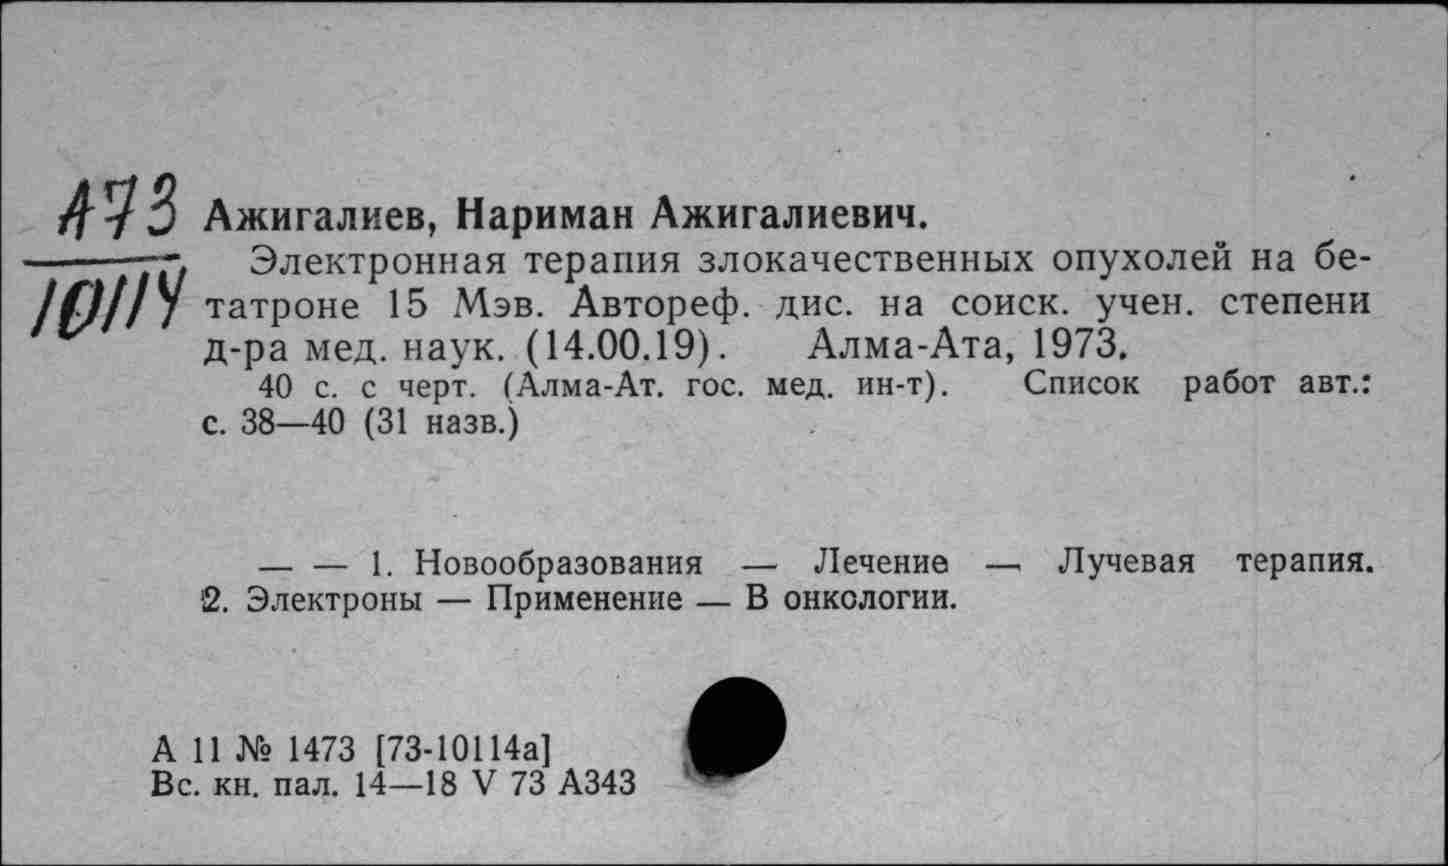 А73
10114
Ажигалиев, Нариман Ажигалиевич.
Электронная терапия злокачественных опухолей на бе-
татроне 15 Мэв. Автореф. дис. на соиск. учен. степени
д-ра мед. наук. (14.00.19). Алма-Ата, 1973.
40 с. с черт. (Алма-Ат. гос. мед. ин-т). Список работ авт.:
с. 38—40 (31 назв.)
— — 1. Новообразования — Лечение — Лучевая терапия.
2. Электроны — Применение — В онкологии.
А 11 № 1473 [73-10114а]
Вс. кн. пал. 14—18 V 73 А343